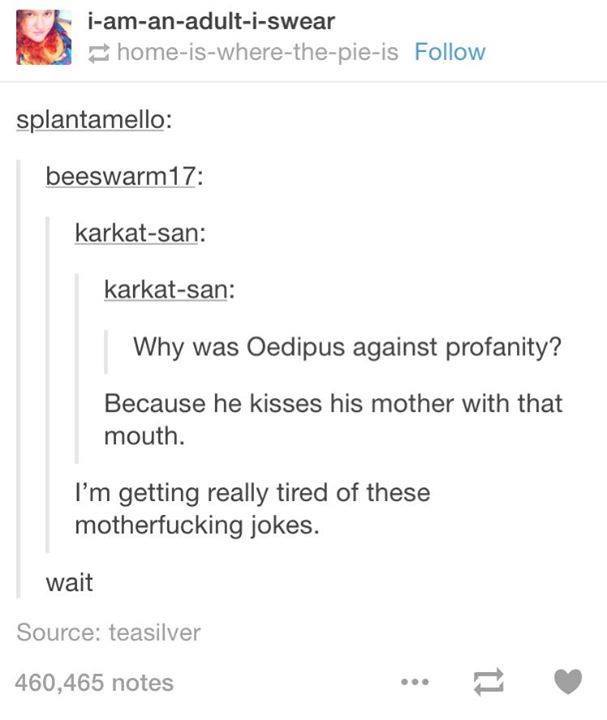 i-am-an-adult-i-swear
home-is-where-the-pie-is Follow
splantamello:
beeswarm17:
karkat-san:
karkat-san:
Why was Oedipus against profanity?
Because he kisses his mother with that
mouth.
I'm getting really tired of these
motherfucking jokes.
wait
Source: teasilver
460,465 notes